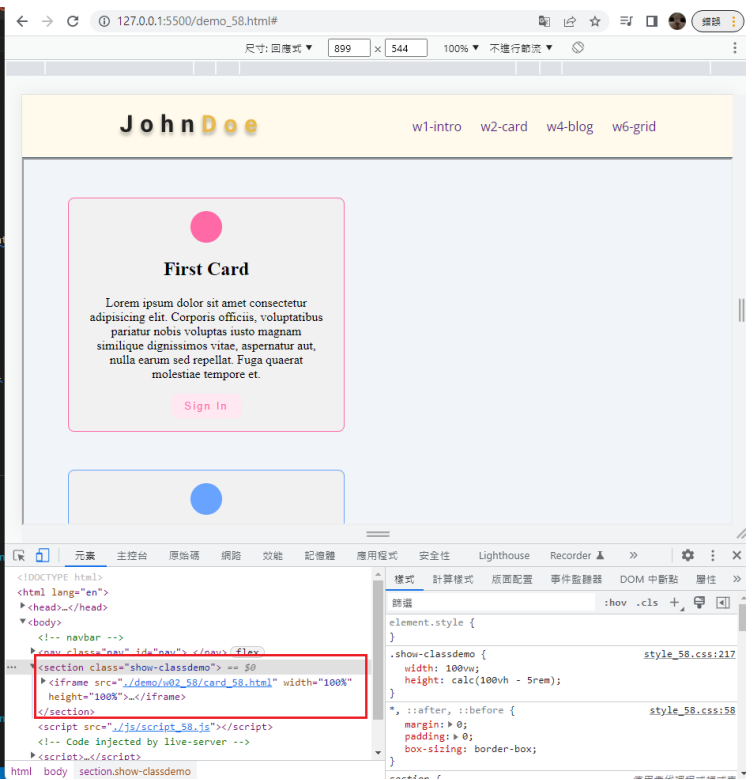 127.0.0.1:5500/demo_58.html#
錯誤
尺寸: 回應式 ▼ 899 × 544 100% ▼ 不進行節流 ▼
JohnDoe
w1-intro w2-card w4-blog w6-grid
First Card
Lorem ipsum dolor sit amet consectetur
adipisicing elit. Corporis officiis, voluptatibus
pariatur nobis voluptas iusto magnam
similique dignissimos vitae, aspernatur aut,
nulla earum sed repellat. Fuga quaerat
molestiae tempore et.
Sign In
元素 主控台 原始碼 網路 效能 記憶體 應用程式 安全性 Lighthouse Recorder »
<!DOCTYPE html>
<html lang="en">
<head>…</head>
<body>
<!-- navbar -->
<nav class="nav" id="nav">…</nav> flex
<section class="show-classdemo"> == $0
<iframe src="./demo/w02_58/card_58.html" width="100%"
height="100%">…</iframe>
</section>
<script src="./js/script_58.js"></script>
<!-- Code injected by live-server -->
<script>…</script>
html body section.show-classdemo
樣式 計算樣式 版面配置 事件監聽器 DOM 中斷點 屬性 »
篩選 :hov .cls +
element.style {
}
.show-classdemo { style_58.css:217
width: 100vw;
height: calc(100vh - 5rem);
}
*, ::after, ::before { style_58.css:58
margin: 0;
padding: 0;
box-sizing: border-box;
}
section {